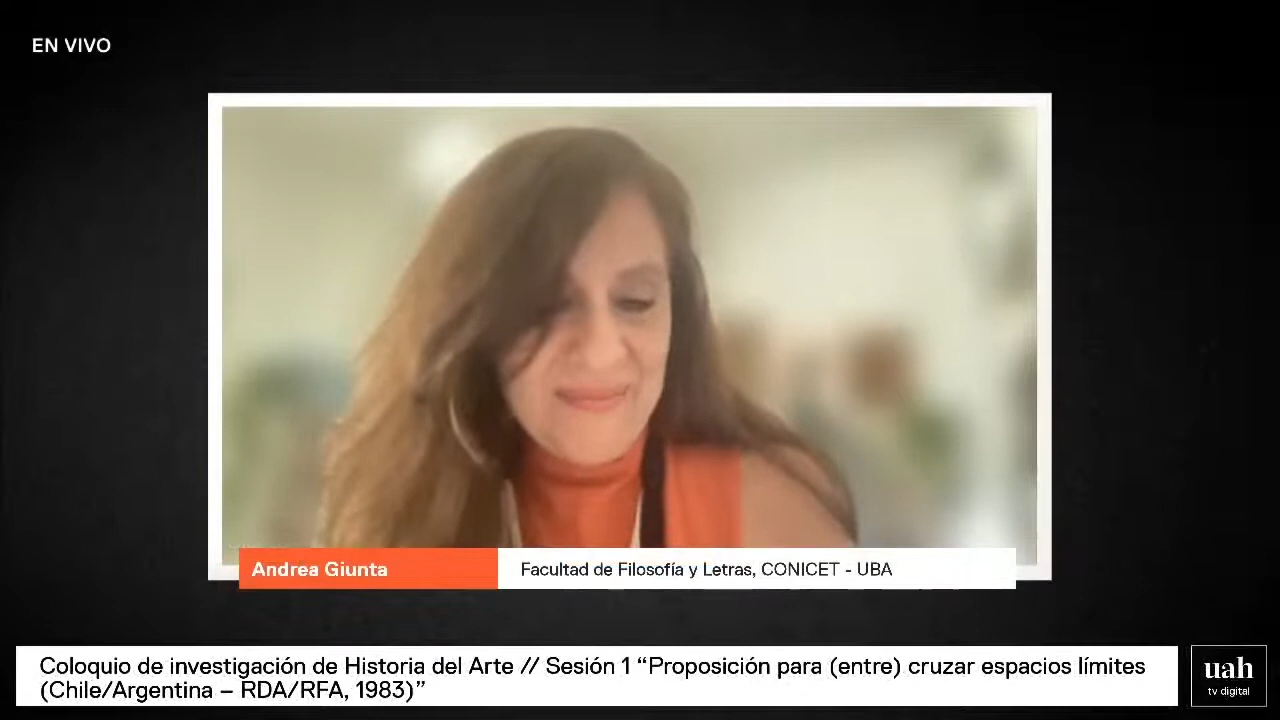 EN VIVO
Andrea Giunta
Facultad de Filosofía y Letras, CONICET - UBA
Coloquio de investigación de Historia del Arte // Sesión 1 “Proposición para (entre) cruzar espacios límites
(Chile/Argentina – RDA/RFA, 1983)”
uah
tv digital